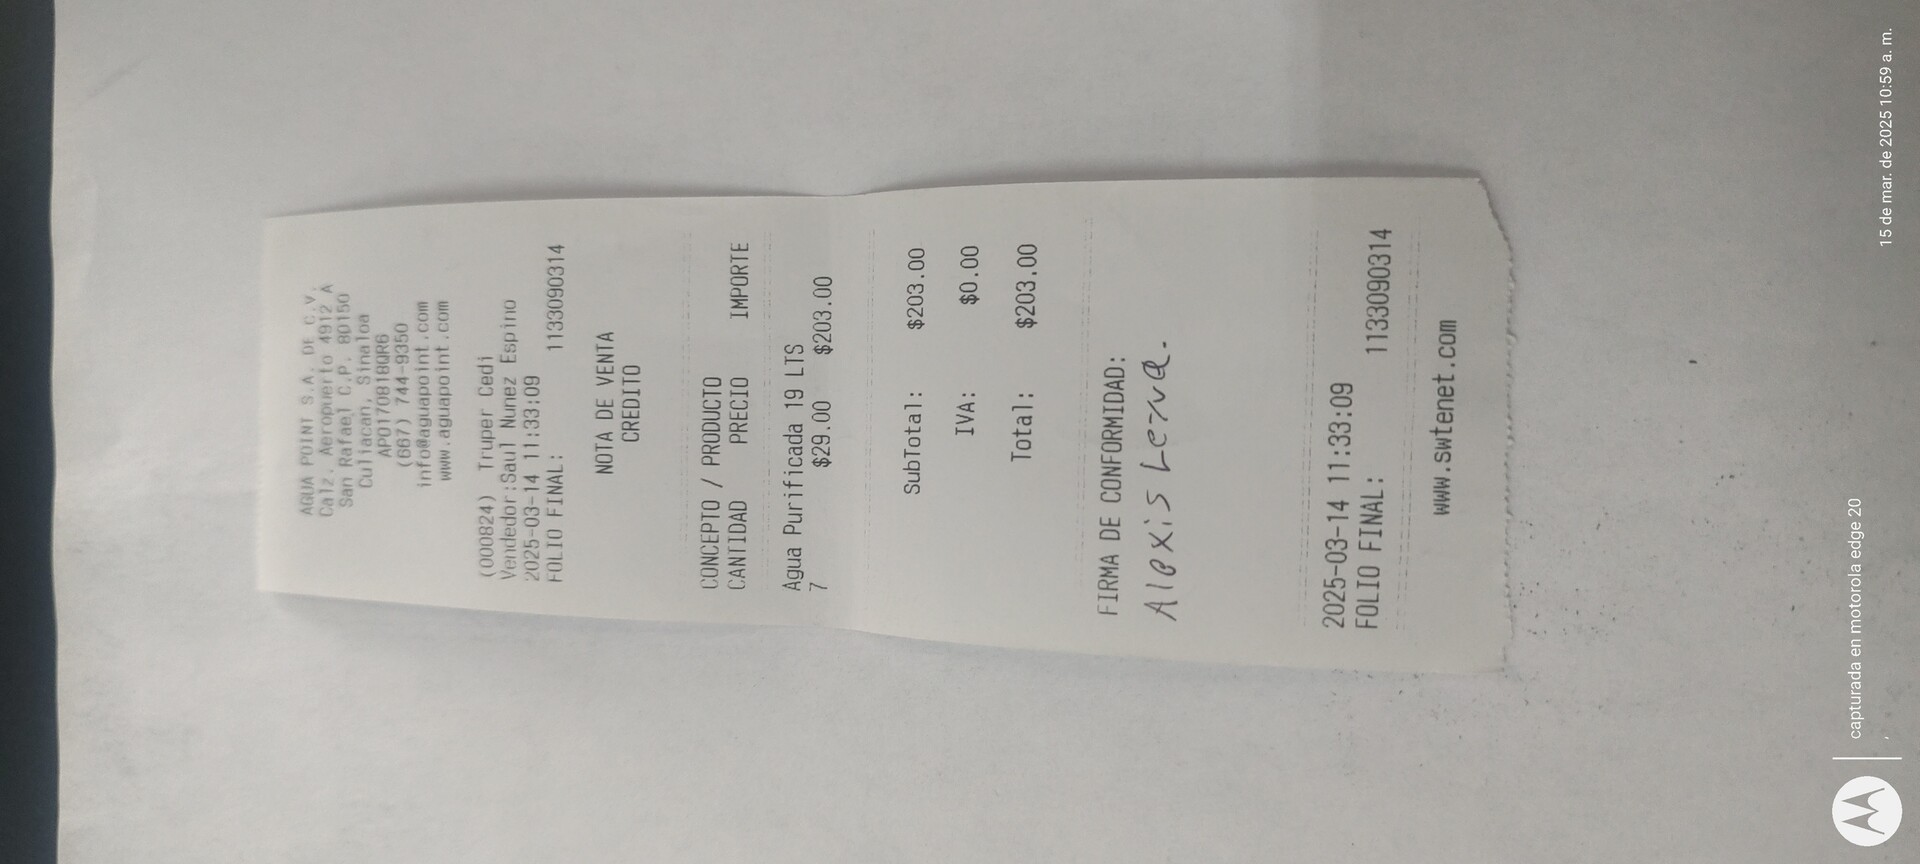 AGUA POINT S.A. DE C.V.
Calz. Aeropuerto 4912 A
San Rafael C.P. 80150
Culiacan, Sinaloa
APO170818QR6
(667) 744-9350
info@aguapoint.com
www.aguapoint.com
(000824) Truper Cedi
Vendedor:Saul Nunez Espino
2025-03-14 11:33:09
FOLIO FINAL: 1133090314
NOTA DE VENTA
CREDITO
CONCEPTO / PRODUCTO
CANTIDAD PRECIO IMPORTE
Agua Purificada 19 LTS
7 $29.00 $203.00
SubTotal: $203.00
IVA: $0.00
Total: $203.00
FIRMA DE CONFORMIDAD:
Alexis Lerva.
2025-03-14 11:33:09
FOLIO FINAL: 1133090314
www.swtenet.com
capturada en motorola edge 20
,
15 de mar. de 2025 10:59 a. m.